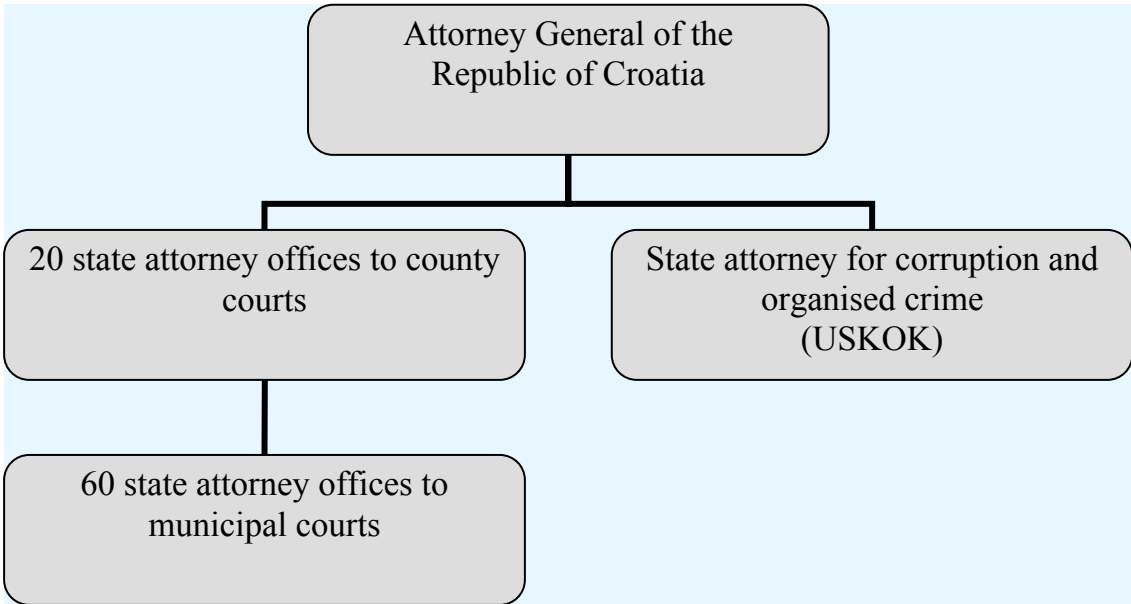 Attorney General of the
Republic of Croatia
20 state attorney offices to county
courts
State attorney for corruption and
organised crime
(USKOK)
60 state attorney offices to
municipal courts